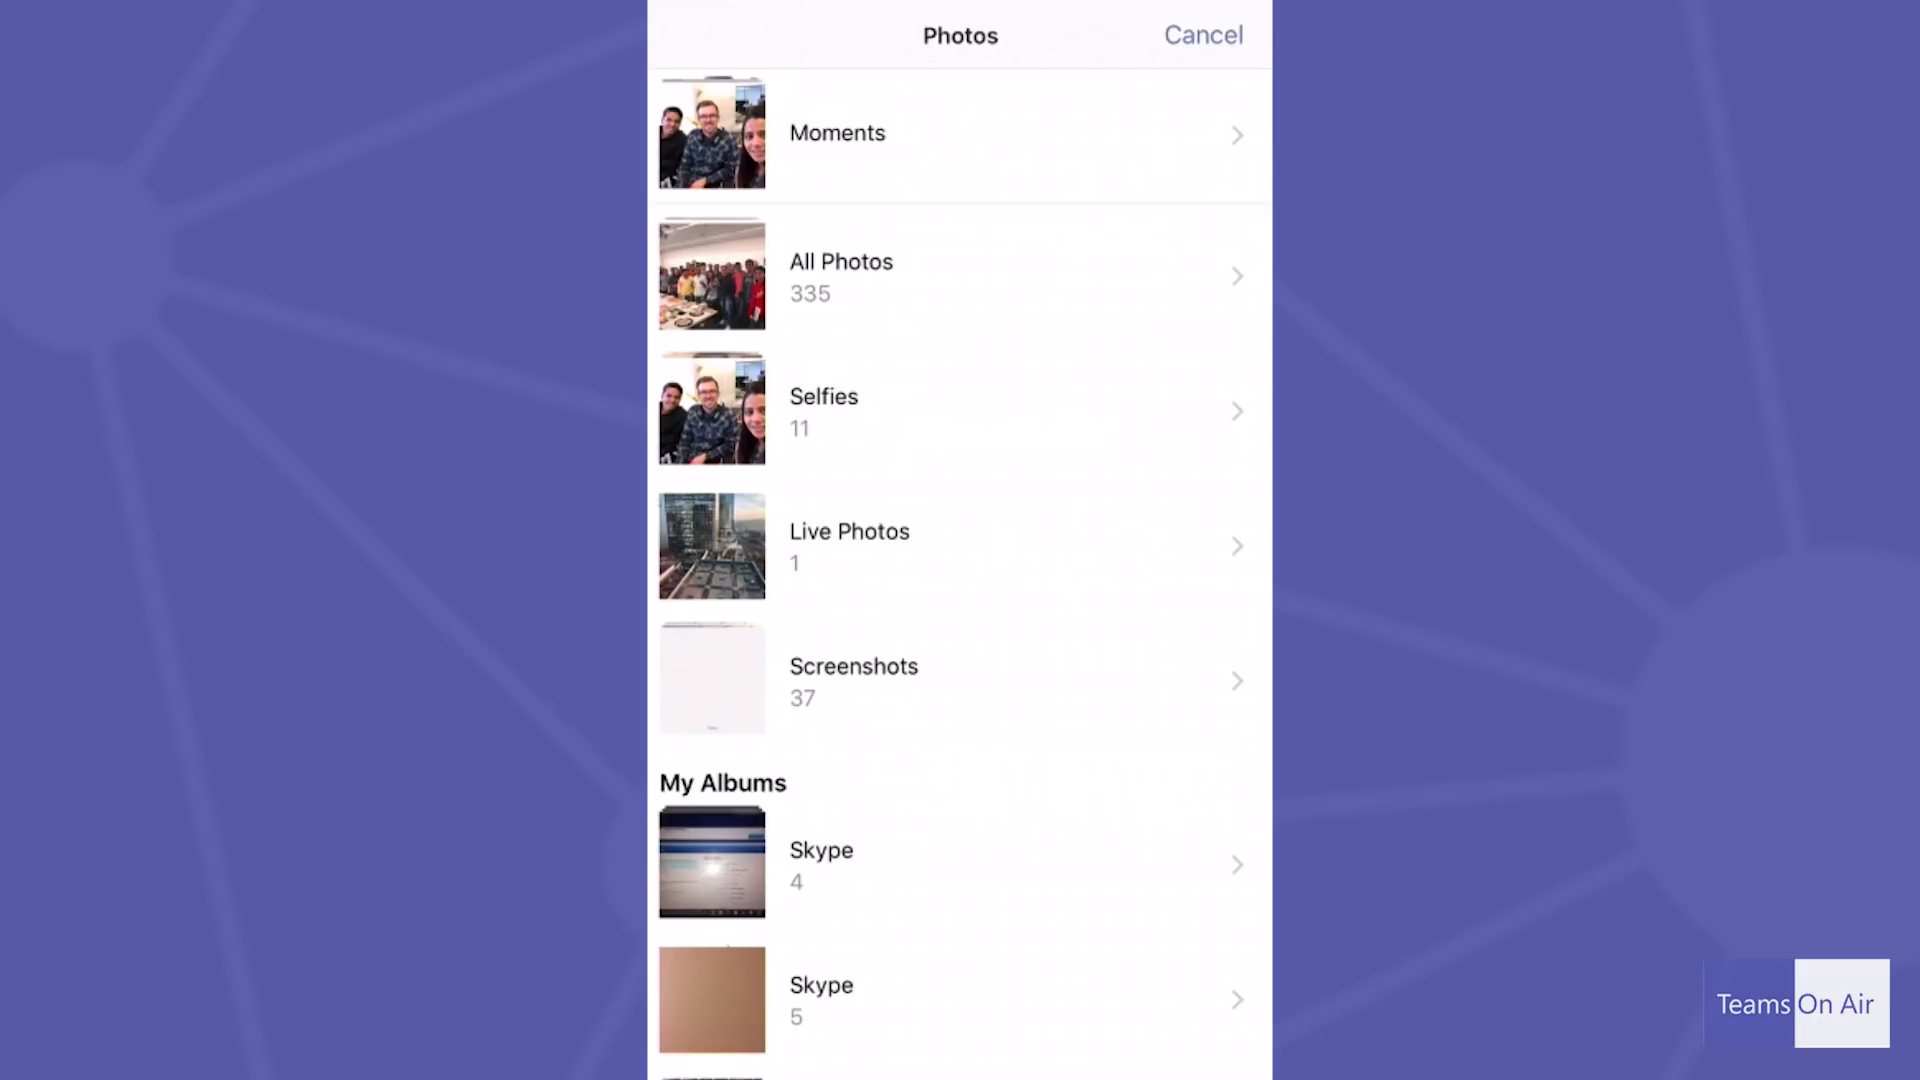 Photos
Cancel
Moments
All Photos
335
Selfies
11
Live Photos
1
Screenshots
37
My Albums
Skype
4
Skype
5
Teams On Air